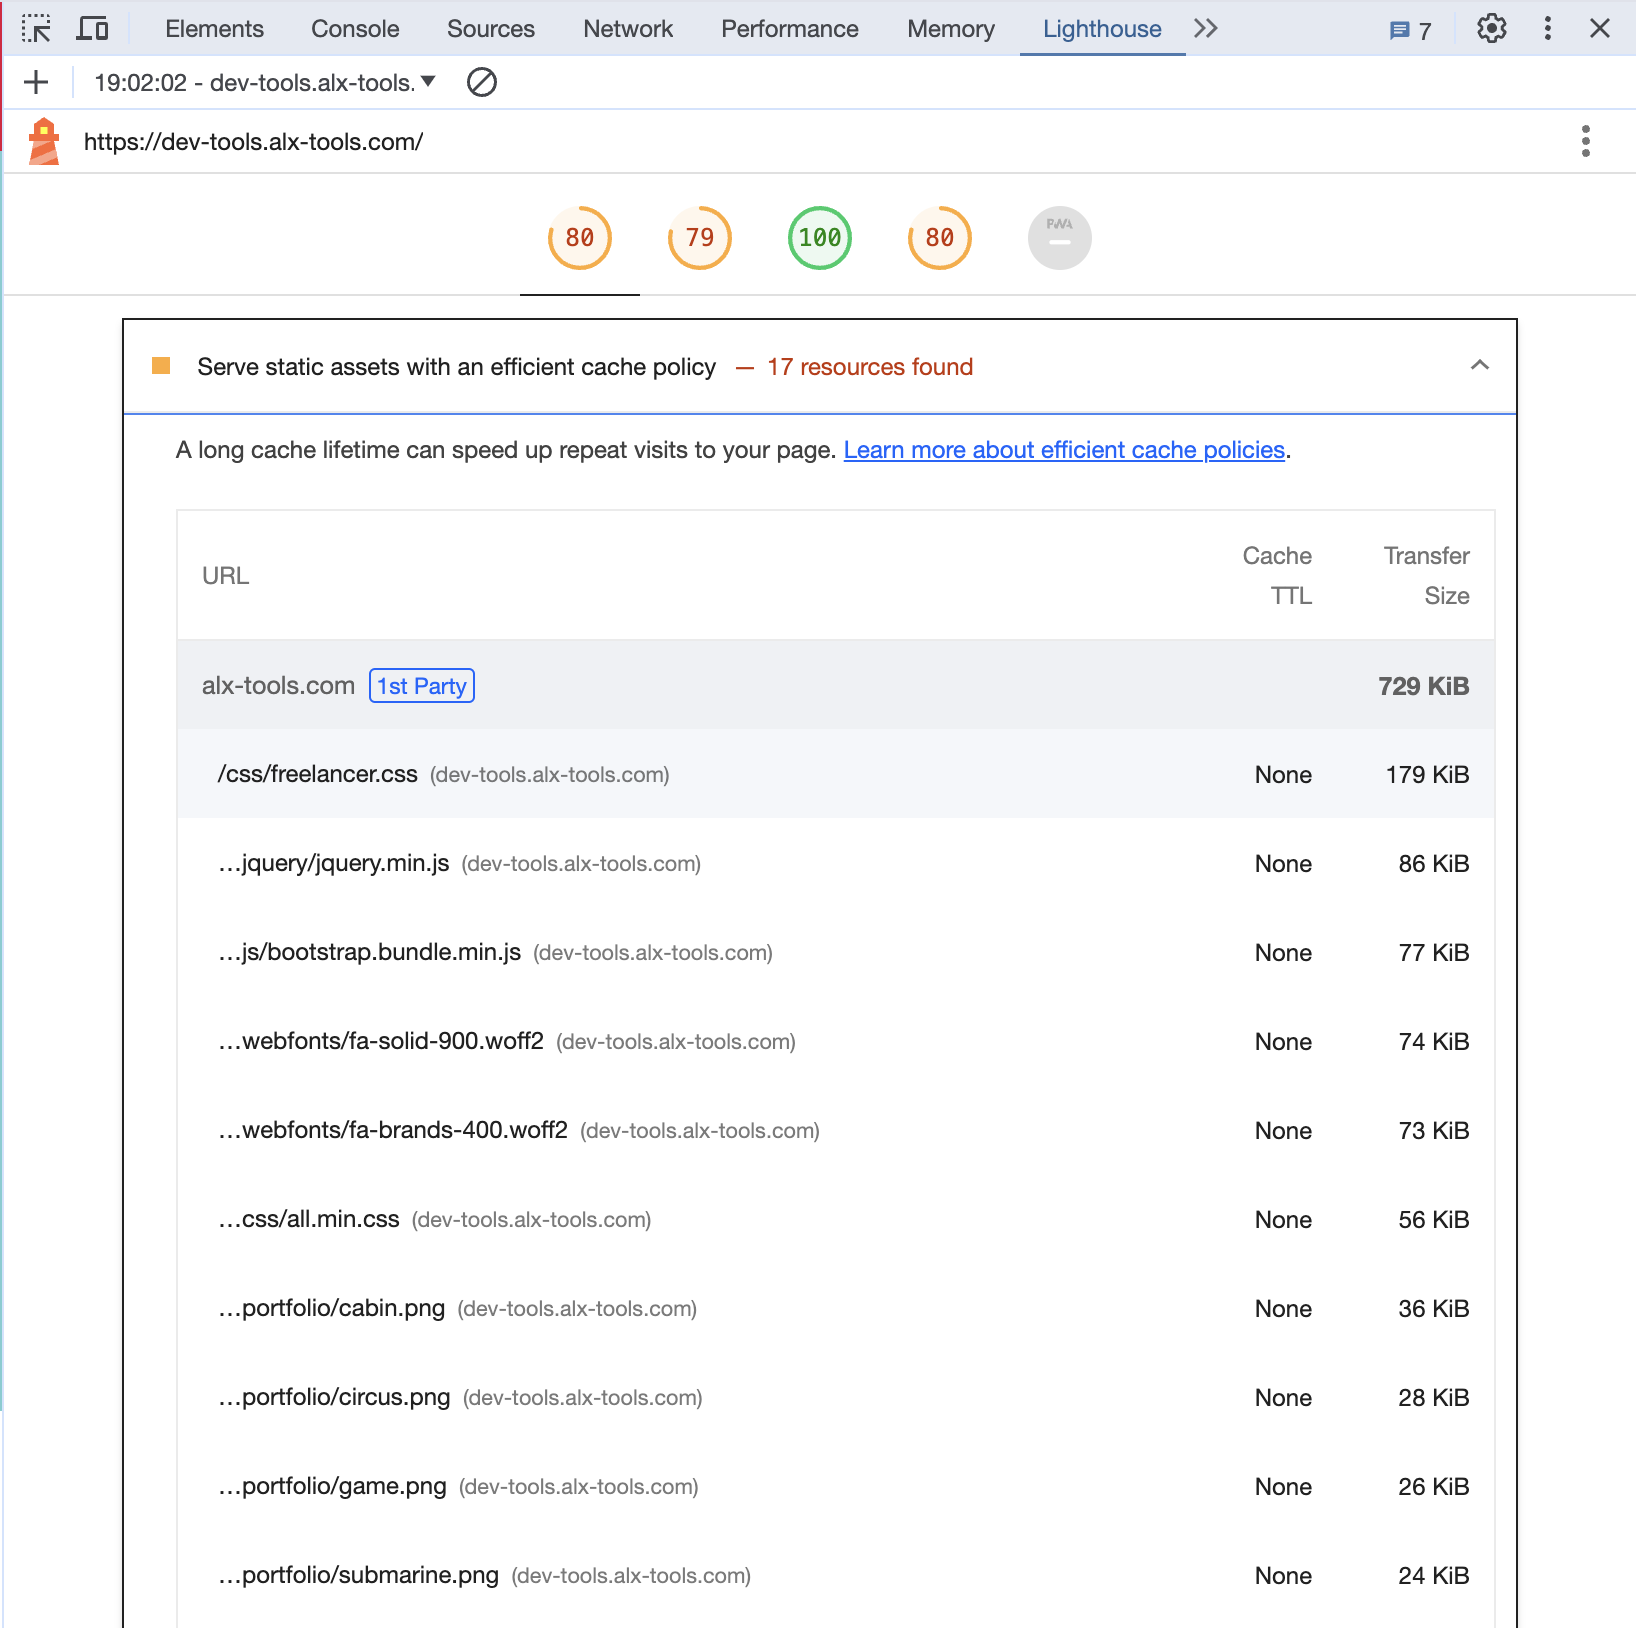 Elements Console Sources Network Performance Memory Lighthouse 7
19:02:02 - dev-tools.alx-tools.
https://dev-tools.alx-tools.com/
80 79 100 80 PWA
Serve static assets with an efficient cache policy — 17 resources found
A long cache lifetime can speed up repeat visits to your page. Learn more about efficient cache policies.
URL Cache TTL Transfer Size
alx-tools.com 1st Party 729 KiB
/css/freelancer.css (dev-tools.alx-tools.com) None 179 KiB
…jquery/jquery.min.js (dev-tools.alx-tools.com) None 86 KiB
…js/bootstrap.bundle.min.js (dev-tools.alx-tools.com) None 77 KiB
…webfonts/fa-solid-900.woff2 (dev-tools.alx-tools.com) None 74 KiB
…webfonts/fa-brands-400.woff2 (dev-tools.alx-tools.com) None 73 KiB
…css/all.min.css (dev-tools.alx-tools.com) None 56 KiB
…portfolio/cabin.png (dev-tools.alx-tools.com) None 36 KiB
…portfolio/circus.png (dev-tools.alx-tools.com) None 28 KiB
…portfolio/game.png (dev-tools.alx-tools.com) None 26 KiB
…portfolio/submarine.png (dev-tools.alx-tools.com) None 24 KiB